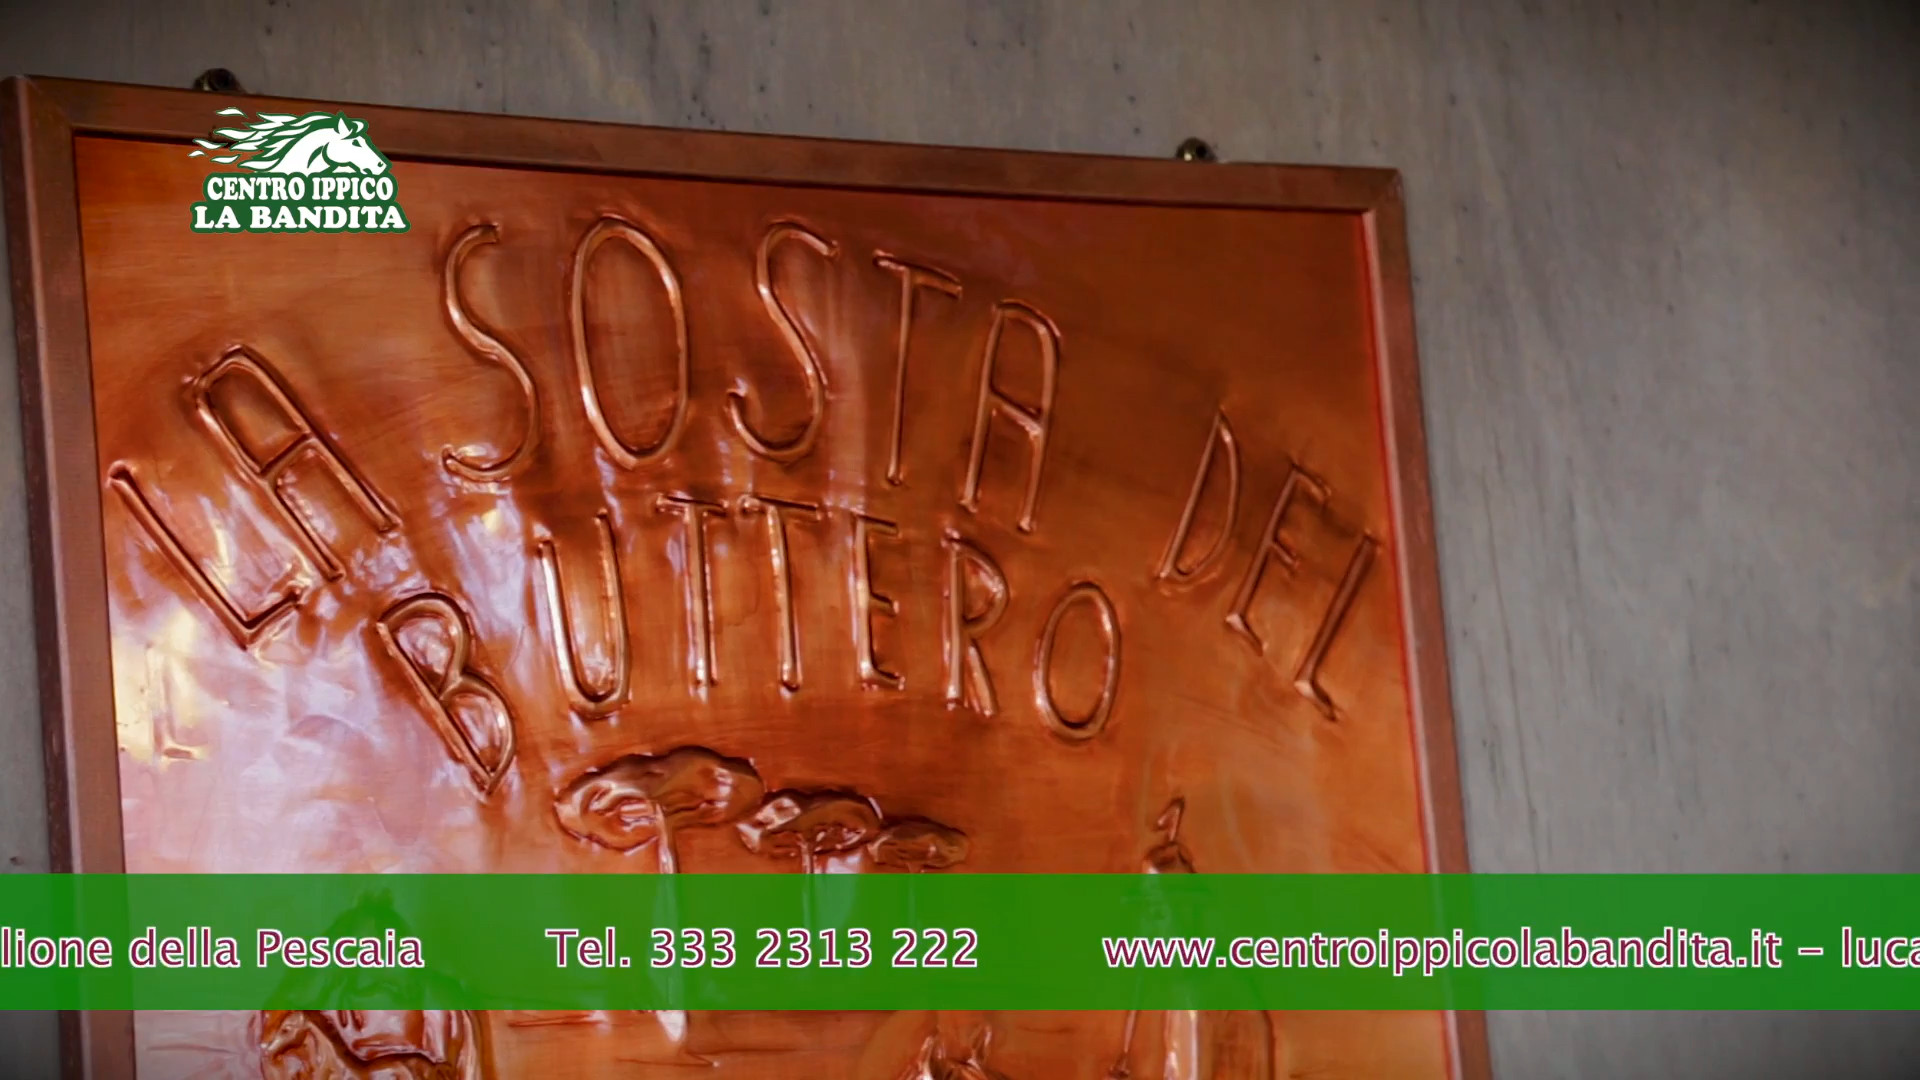 CENTRO IPPICO
LA BANDITA
LA SOSTA DEL
BUTTERO
lione della Pescaia Tel. 333 2313 222 www.centroippicolabandita.it - luca